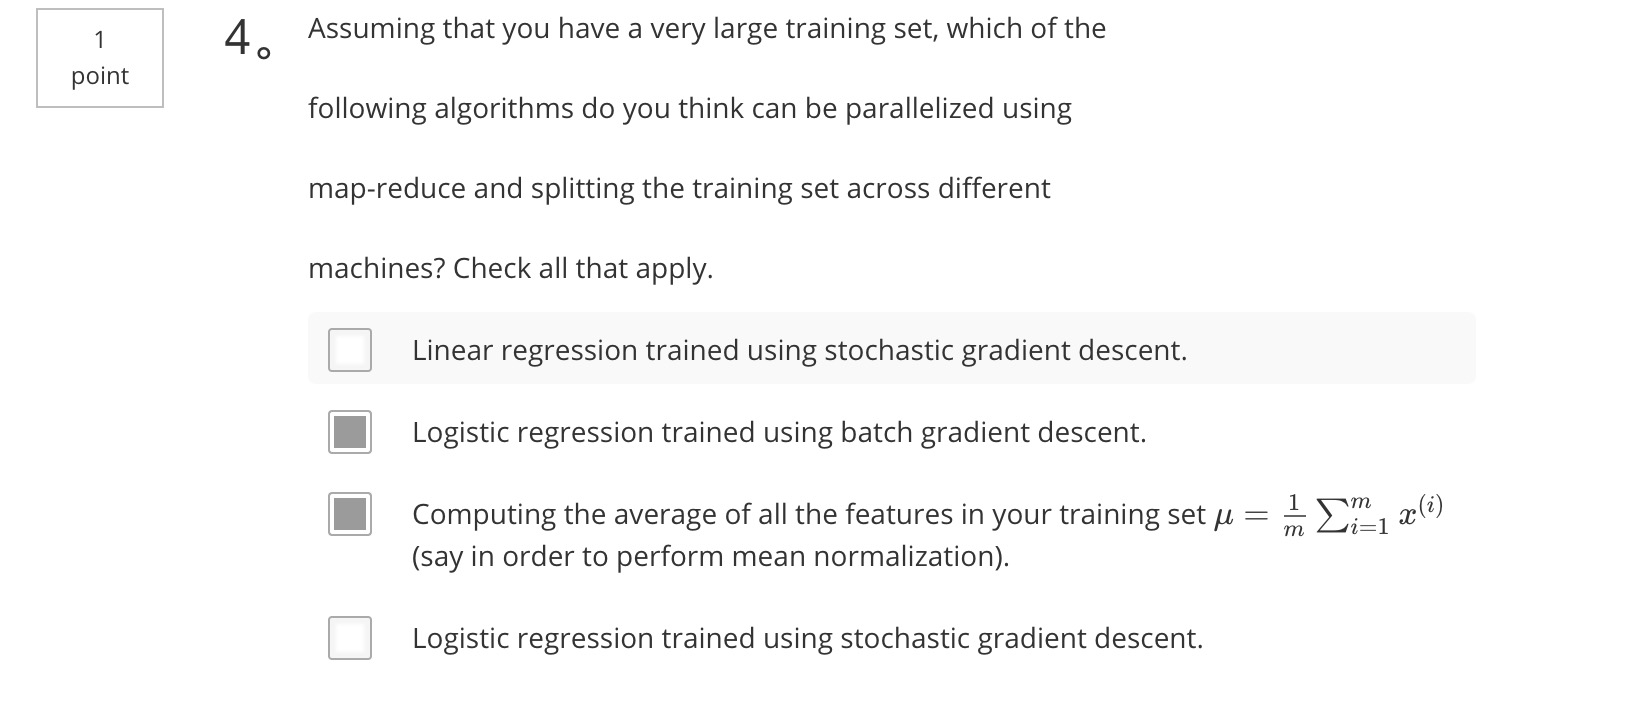 1
point
4。
Assuming that you have a very large training set, which of the
following algorithms do you think can be parallelized using
map-reduce and splitting the training set across different
machines? Check all that apply.
Linear regression trained using stochastic gradient descent.
Logistic regression trained using batch gradient descent.
Computing the average of all the features in your training set μ = \frac{1}{m} \sum_{i=1}^{m} x^{(i)}
(say in order to perform mean normalization).
Logistic regression trained using stochastic gradient descent.